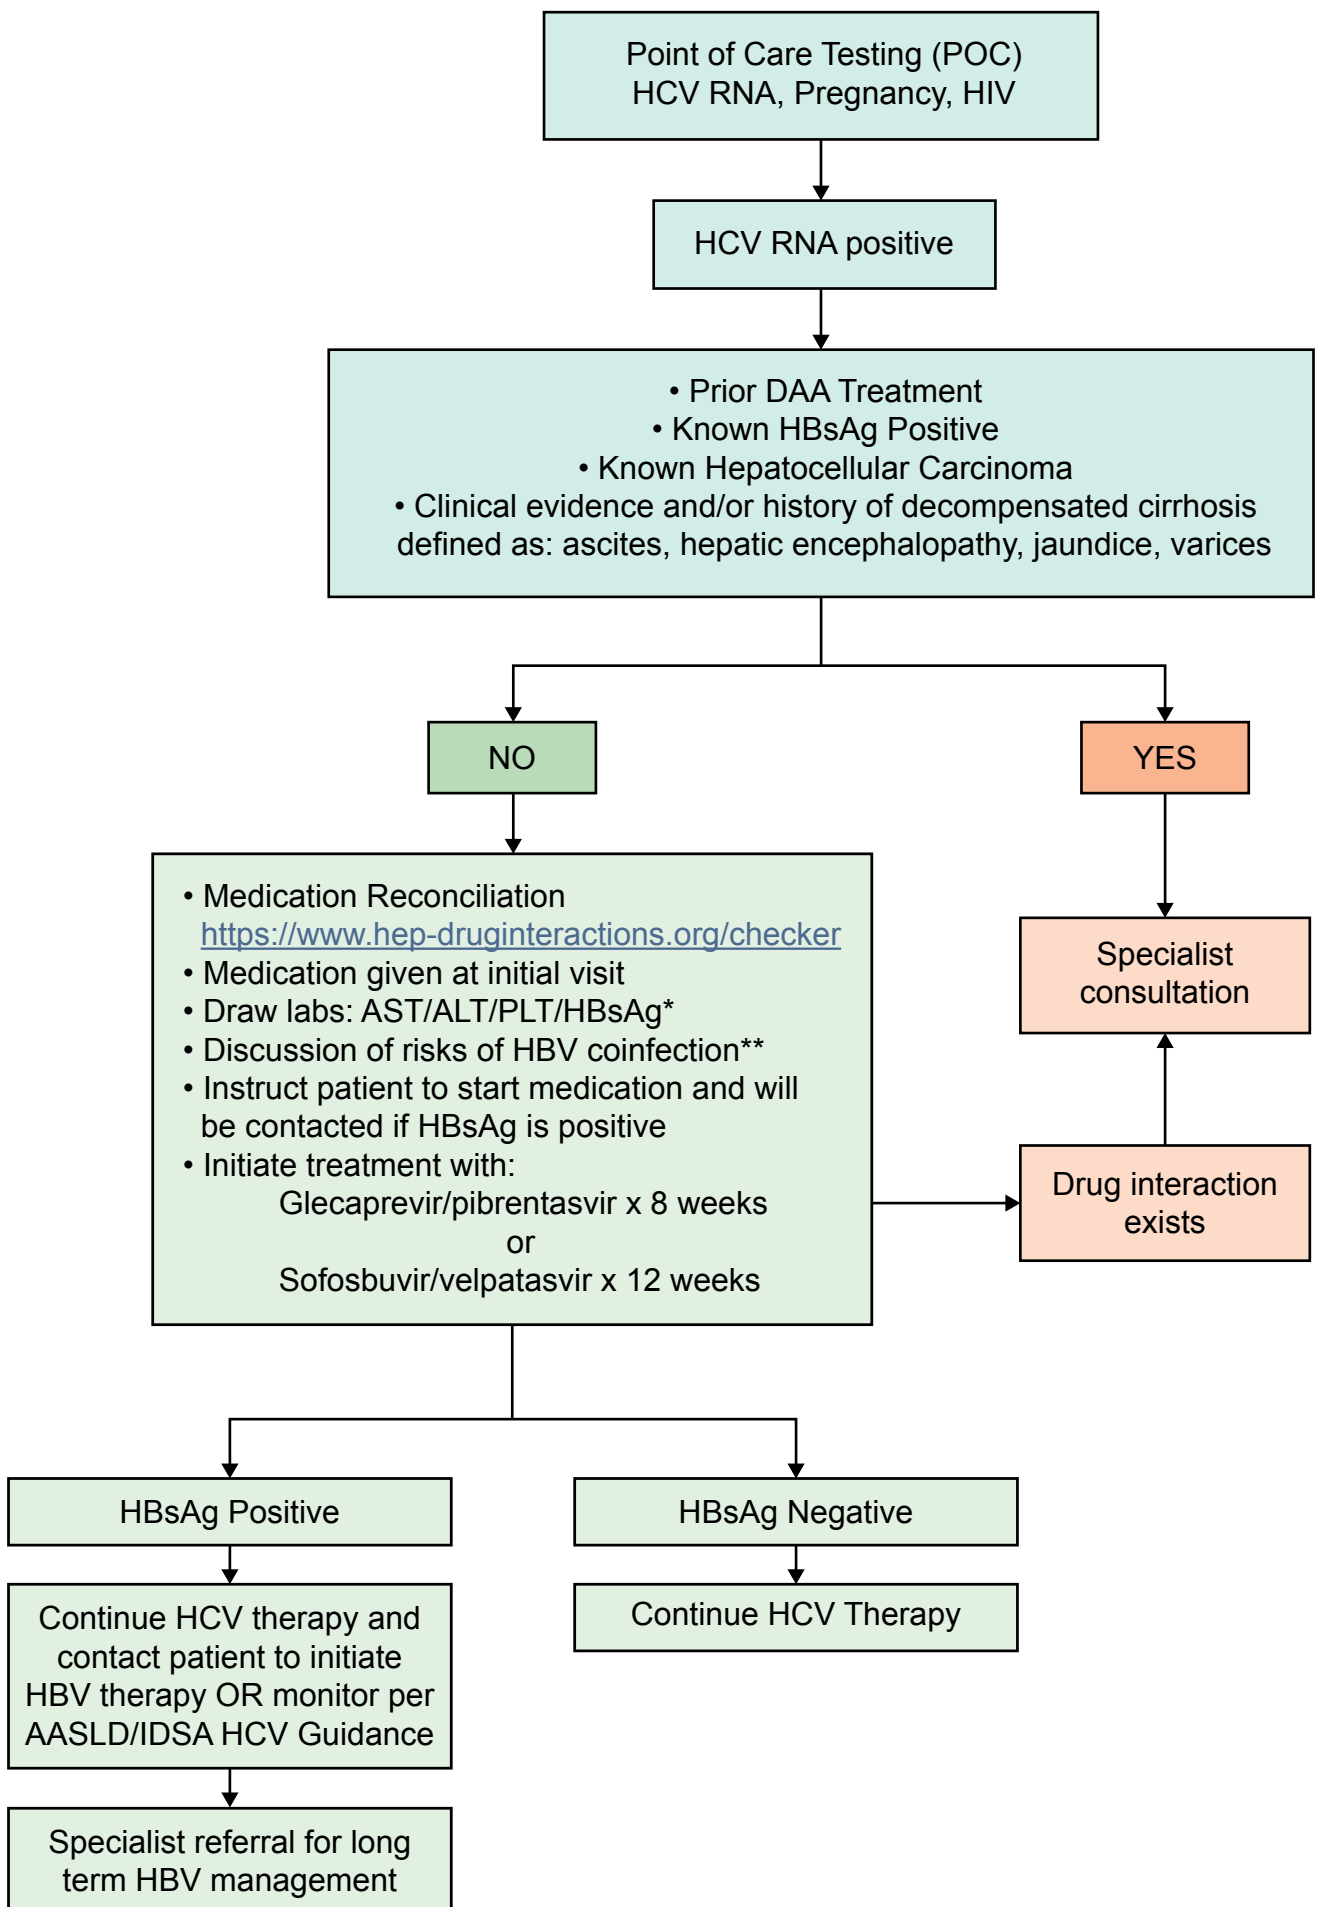 Point of Care Testing (POC)
HCV RNA, Pregnancy, HIV
HCV RNA positive
• Prior DAA Treatment
• Known HBsAg Positive
• Known Hepatocellular Carcinoma
• Clinical evidence and/or history of decompensated cirrhosis
defined as: ascites, hepatic encephalopathy, jaundice, varices
NO
YES
• Medication Reconciliation
https://www.hep-druginteractions.org/checker
• Medication given at initial visit
• Draw labs: AST/ALT/PLT/HBsAg*
• Discussion of risks of HBV coinfection**
• Instruct patient to start medication and will
be contacted if HBsAg is positive
• Initiate treatment with:
Glecaprevir/pibrentasvir x 8 weeks
or
Sofosbuvir/velpatasvir x 12 weeks
Specialist
consultation
Drug interaction
exists
HBsAg Positive
HBsAg Negative
Continue HCV therapy and
contact patient to initiate
HBV therapy OR monitor per
AASLD/IDSA HCV Guidance
Continue HCV Therapy
Specialist referral for long
term HBV management